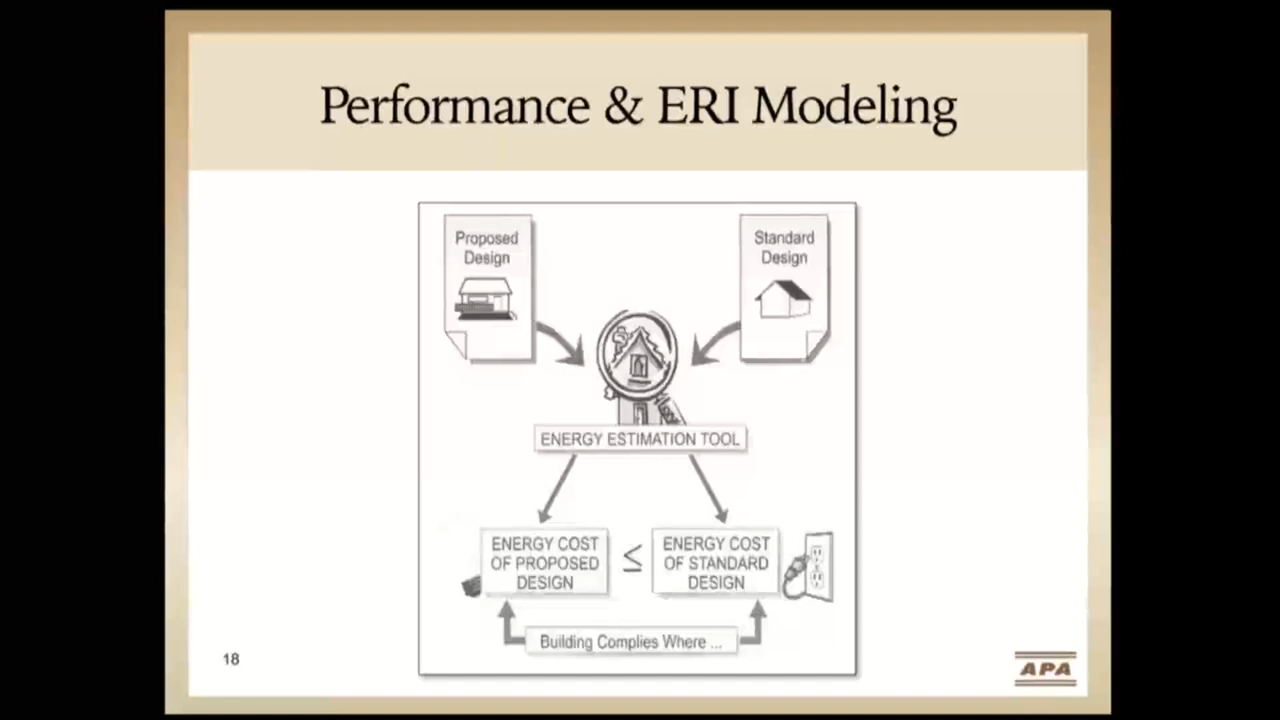 Performance & ERI Modeling
Proposed
Design
Standard
Design
ENERGY ESTIMATION TOOL
ENERGY COST
OF PROPOSED
DESIGN
≤
ENERGY COST
OF STANDARD
DESIGN
Building Complies Where ...
18
APA